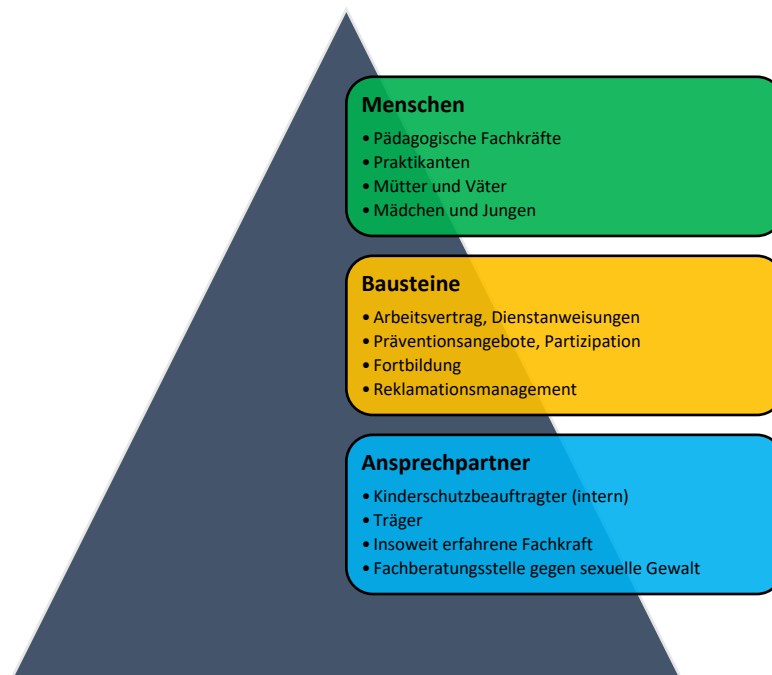 Menschen
• Pädagogische Fachkräfte
• Praktikanten
• Mütter und Väter
• Mädchen und Jungen
Bausteine
• Arbeitsvertrag, Dienstanweisungen
• Präventionsangebote, Partizipation
• Fortbildung
• Reklamationsmanagement
Ansprechpartner
• Kinderschutzbeauftragter (intern)
• Träger
• Insoweit erfahrene Fachkraft
• Fachberatungsstelle gegen sexuelle Gewalt